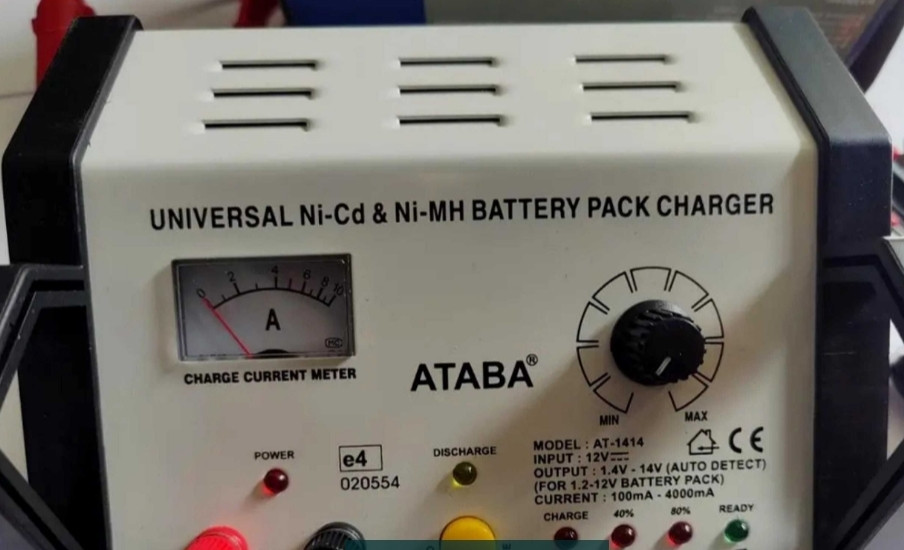 UNIVERSAL Ni-Cd & Ni-MH BATTERY PACK CHARGER
0 2 4 6 8 10
A
MC
CHARGE CURRENT METER
ATABA®
MIN MAX
MODEL : AT-1414
INPUT : 12V
OUTPUT : 1.4V - 14V (AUTO DETECT)
(FOR 1.2-12V BATTERY PACK)
CURRENT : 100mA - 4000mA
CE
POWER
e4
020554
DISCHARGE
CHARGE 40% 80% READY